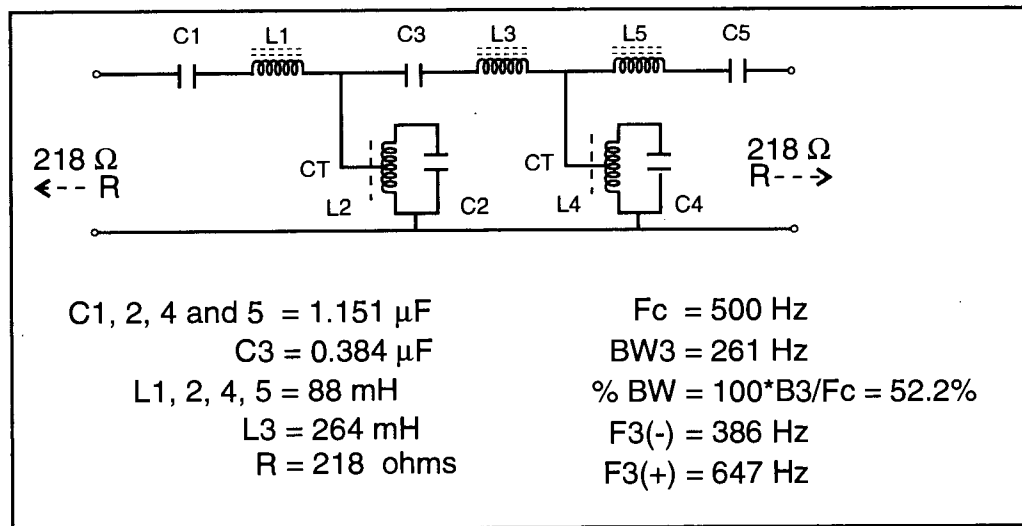 C1 L1 C3 L3 L5 C5
218 Ω
R
CT
L2
C2
CT
L4
C4
218 Ω
R
C1, 2, 4 and 5 = 1.151 µF
C3 = 0.384 µF
L1, 2, 4, 5 = 88 mH
L3 = 264 mH
R = 218 ohms
Fc = 500 Hz
BW3 = 261 Hz
% BW = 100*B3/Fc = 52.2%
F3(-) = 386 Hz
F3(+) = 647 Hz